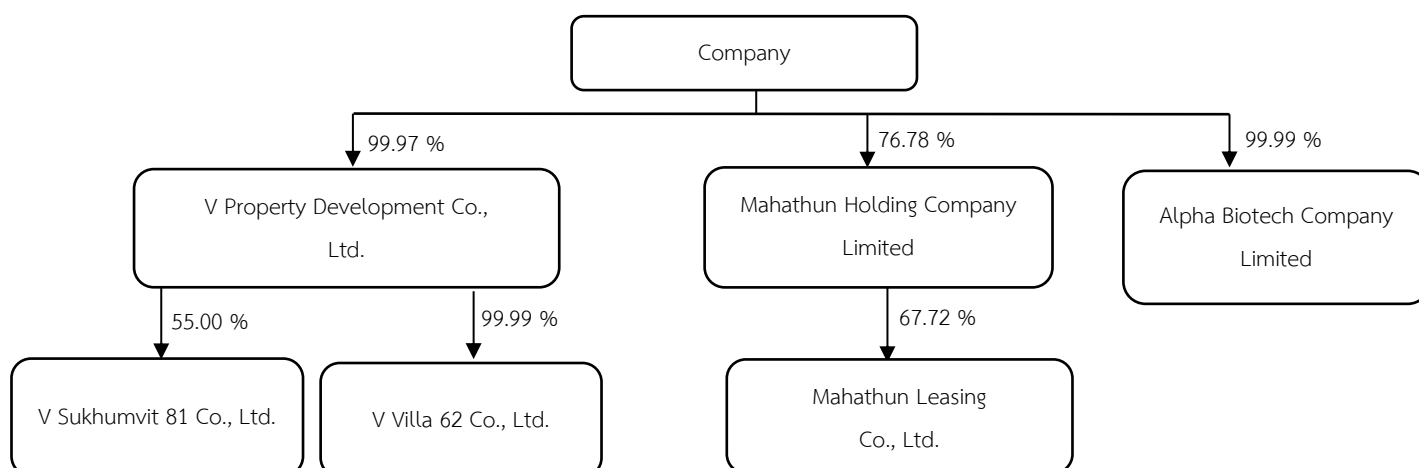 Company
99.97 %
76.78 %
99.99 %
V Property Development Co.,
Ltd.
Mahathun Holding Company
Limited
Alpha Biotech Company
Limited
55.00 %
99.99 %
67.72 %
V Sukhumvit 81 Co., Ltd.
V Villa 62 Co., Ltd.
Mahathun Leasing
Co., Ltd.